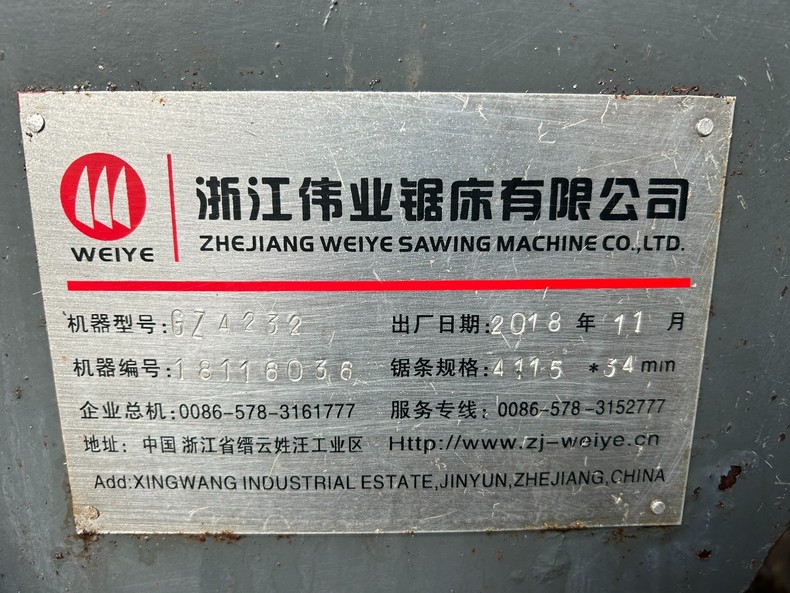 WEIYE
浙江伟业锯床有限公司
ZHEJIANG WEIYE SAWING MACHINE CO.,LTD.
机器型号:GZ4232 出厂日期:2018 年 11 月
机器编号:18118036 锯条规格:4115 *34 mm
企业总机:0086-578-3161777 服务专线:0086-578-3152777
地址: 中国 浙江省缙云姓汪工业区 Http://www.zj-weiye.cn
Add:XINGWANG INDUSTRIAL ESTATE,JINYUN,ZHEJIANG,CHINA